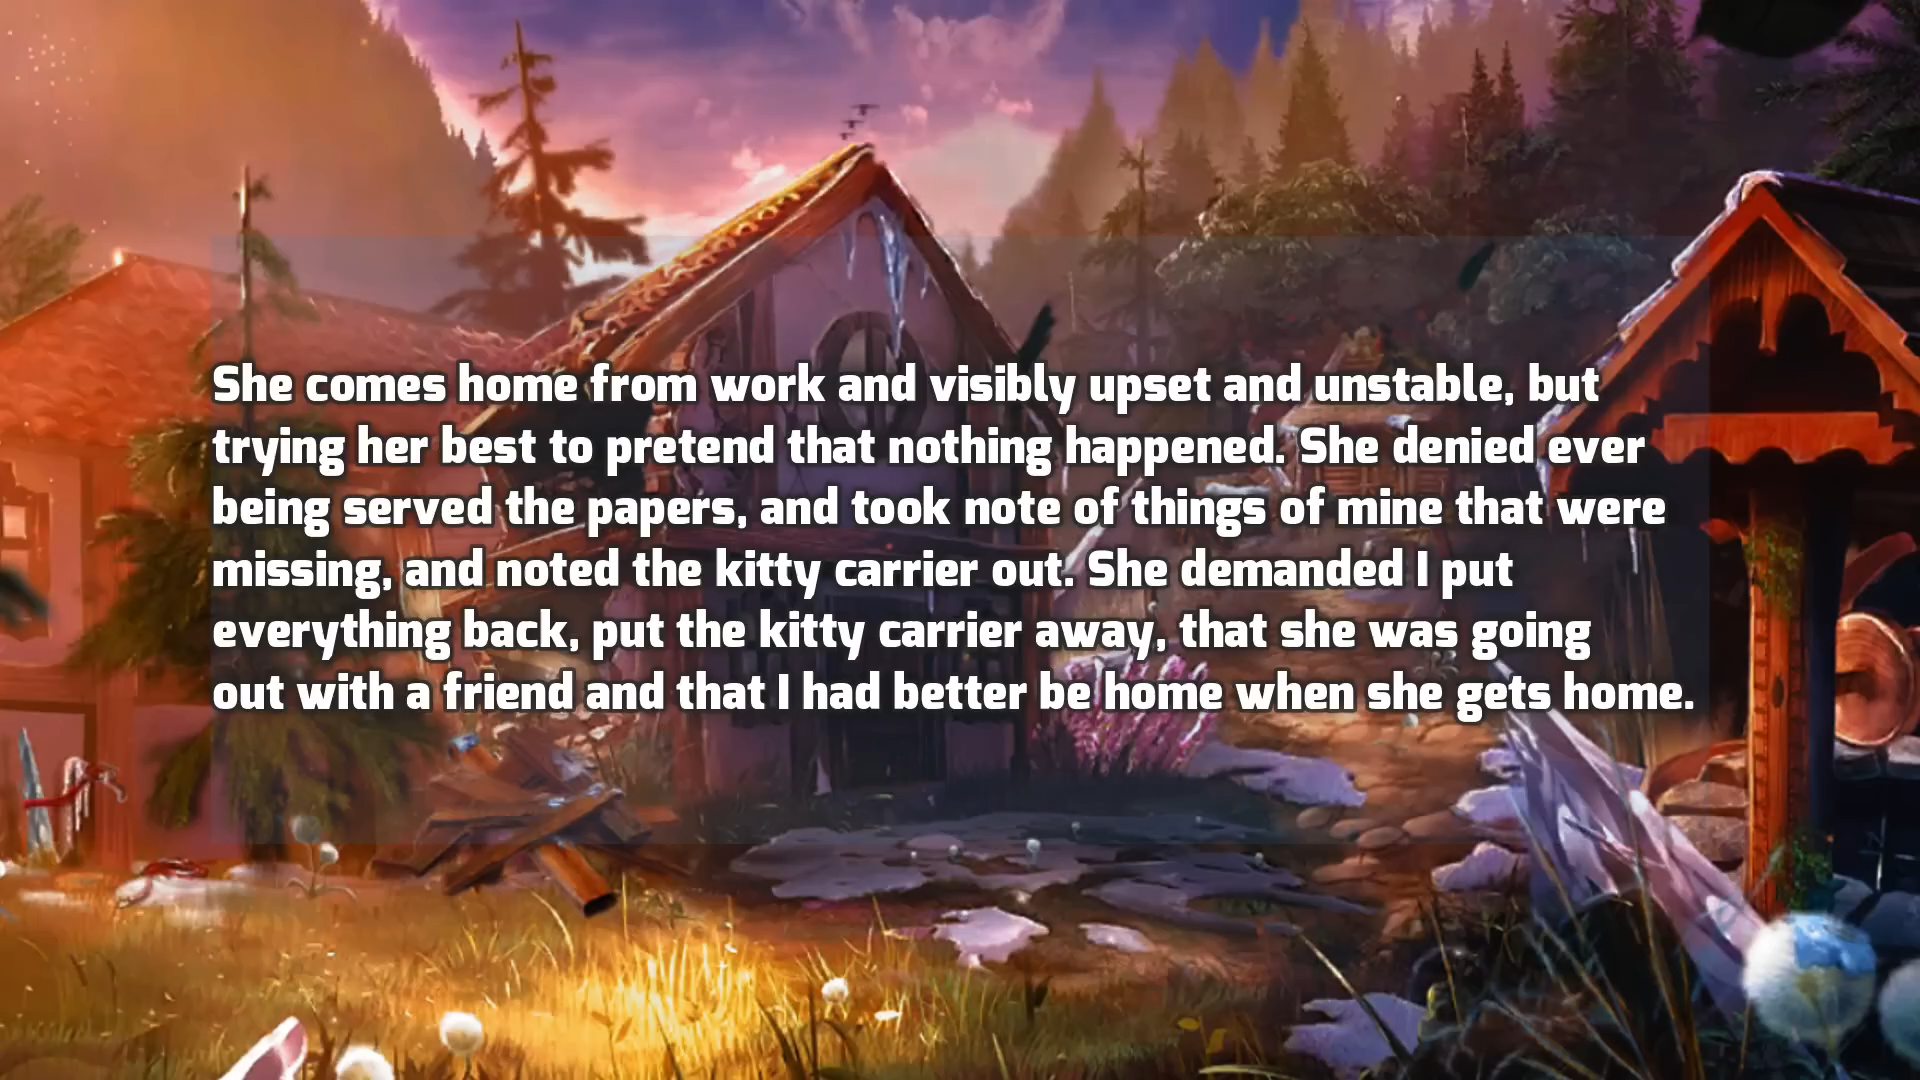 She comes home from work and visibly upset and unstable, but
trying her best to pretend that nothing happened. She denied ever
being served the papers, and took note of things of mine that were
missing, and noted the kitty carrier out. She demanded I put
everything back, put the kitty carrier away, that she was going
out with a friend and that I had better be home when she gets home.